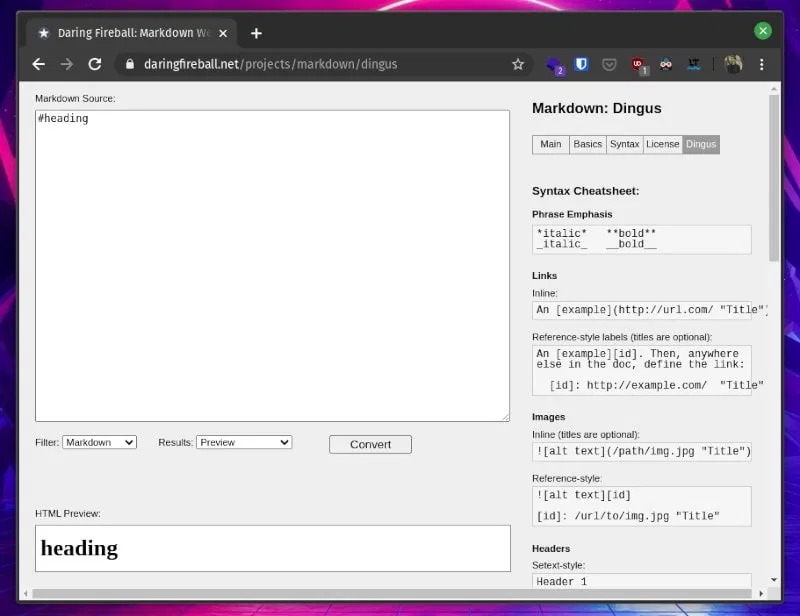 Daring Fireball: Markdown We
daringfireball.net/projects/markdown/dingus
2
1
Markdown Source:
#heading
Filter: Markdown Results: Preview Convert
HTML Preview:
heading
Markdown: Dingus
Main Basics Syntax License Dingus
Syntax Cheatsheet:
Phrase Emphasis
*italic* **bold**
_italic_ __bold__
Links
Inline:
An [example](http://url.com/ "Title")
Reference-style labels (titles are optional):
An [example][id]. Then, anywhere
else in the doc, define the link:
[id]: http://example.com/ "Title"
Images
Inline (titles are optional):
![alt text](/path/img.jpg "Title")
Reference-style:
![alt text][id]
[id]: /url/to/img.jpg "Title"
Headers
Setext-style:
Header 1